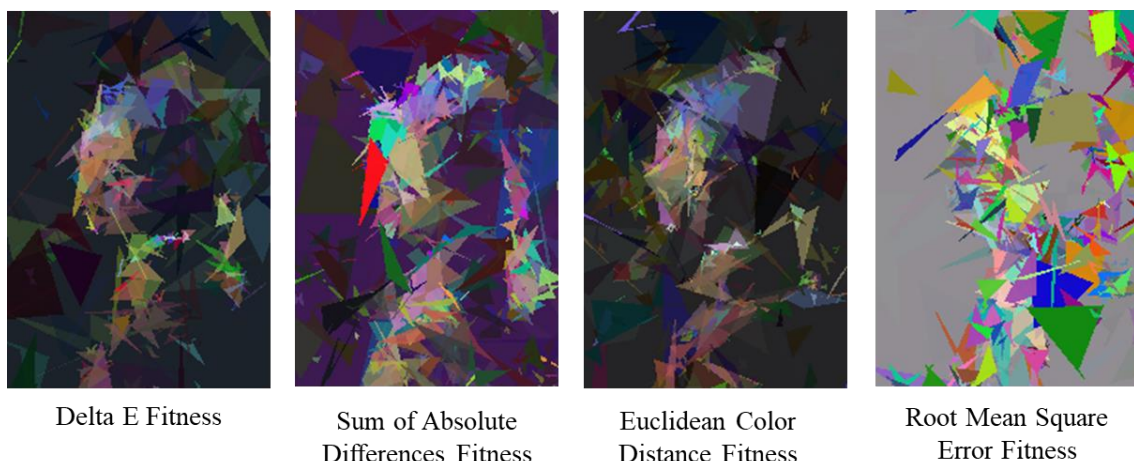 Delta E Fitness
Sum of Absolute
Differences Fitness
Euclidean Color
Distance Fitness
Root Mean Square
Error Fitness